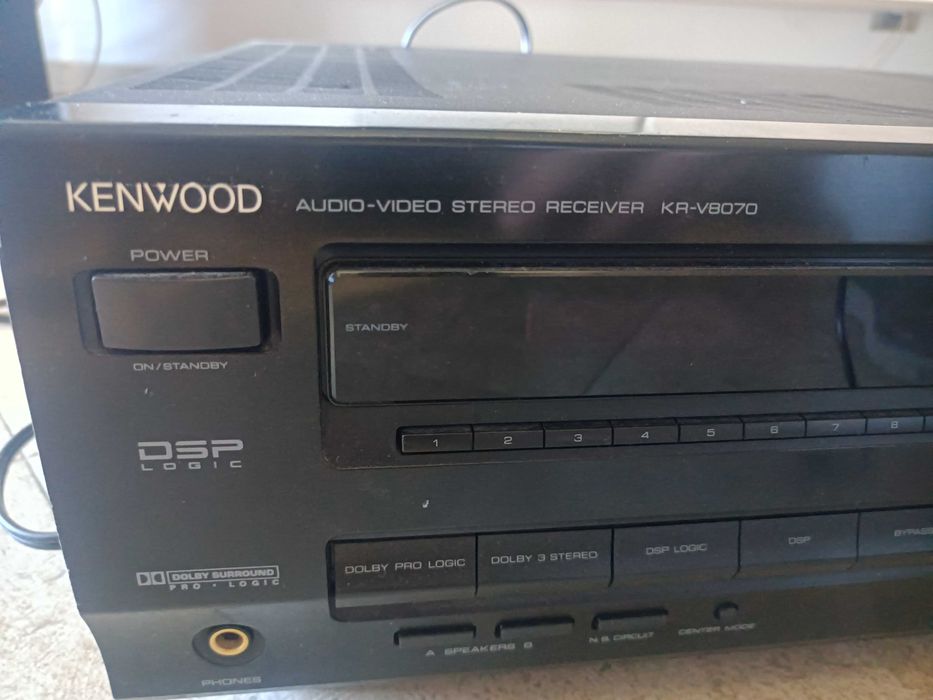 KENWOOD AUDIO-VIDEO STEREO RECEIVER KR-V8070
POWER
STANDBY
ON/STANDBY
1 2 3 4 5 6 7 8
DSP
LOGIC
DOLBY PRO LOGIC DOLBY 3 STEREO DSP LOGIC DSP BYPASS
DOLBY SURROUND
PRO · LOGIC
A SPEAKERS B N.B. CIRCUIT CENTER MODE
PHONES